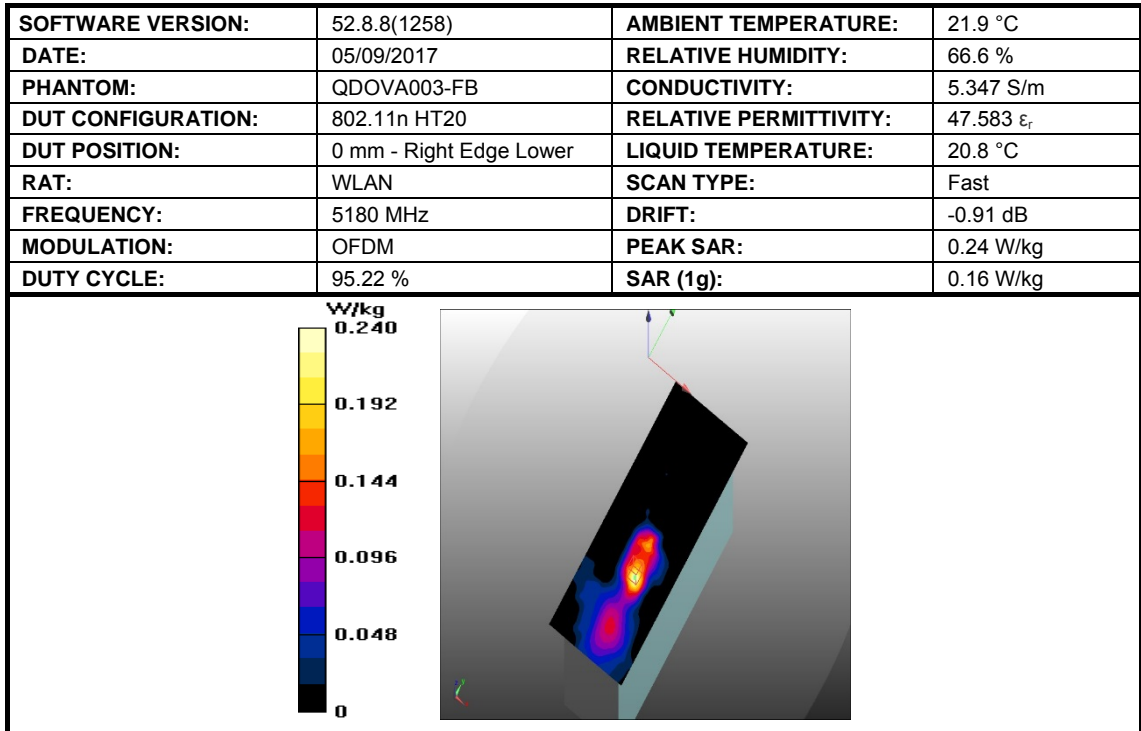 SOFTWARE VERSION: 52.8.8(1258) AMBIENT TEMPERATURE: 21.9 °C
DATE: 05/09/2017 RELATIVE HUMIDITY: 66.6 %
PHANTOM: QDOVA003-FB CONDUCTIVITY: 5.347 S/m
DUT CONFIGURATION: 802.11n HT20 RELATIVE PERMITTIVITY: 47.583 εr
DUT POSITION: 0 mm - Right Edge Lower LIQUID TEMPERATURE: 20.8 °C
RAT: WLAN SCAN TYPE: Fast
FREQUENCY: 5180 MHz DRIFT: -0.91 dB
MODULATION: OFDM PEAK SAR: 0.24 W/kg
DUTY CYCLE: 95.22 % SAR (1g): 0.16 W/kg
W/kg
0.240
0.192
0.144
0.096
0.048
0